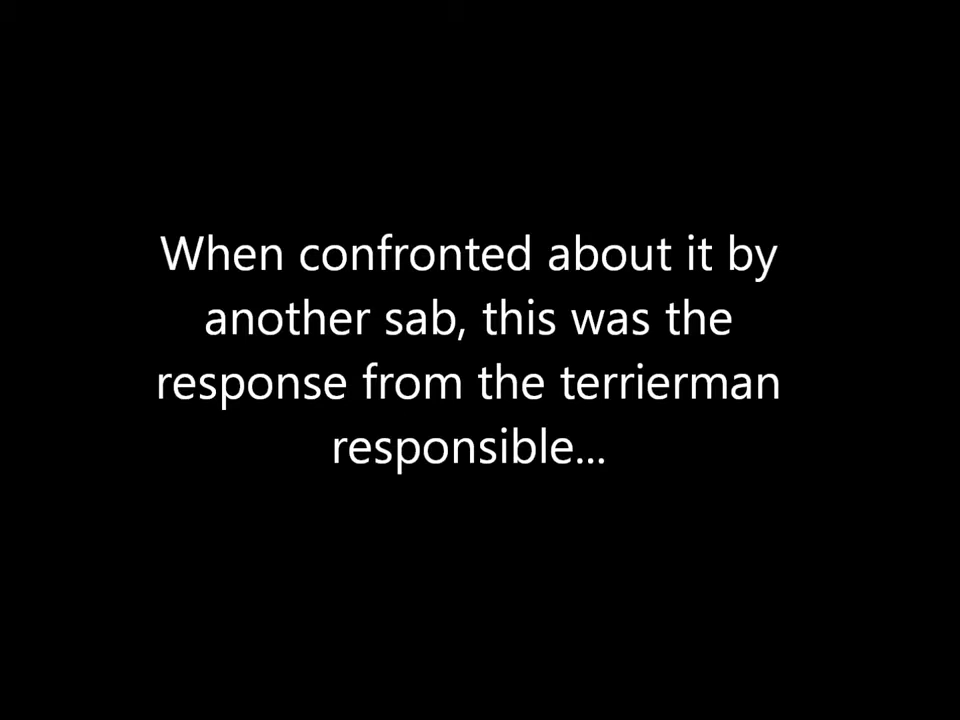 When confronted about it by
another sab, this was the
response from the terrierman
responsible...